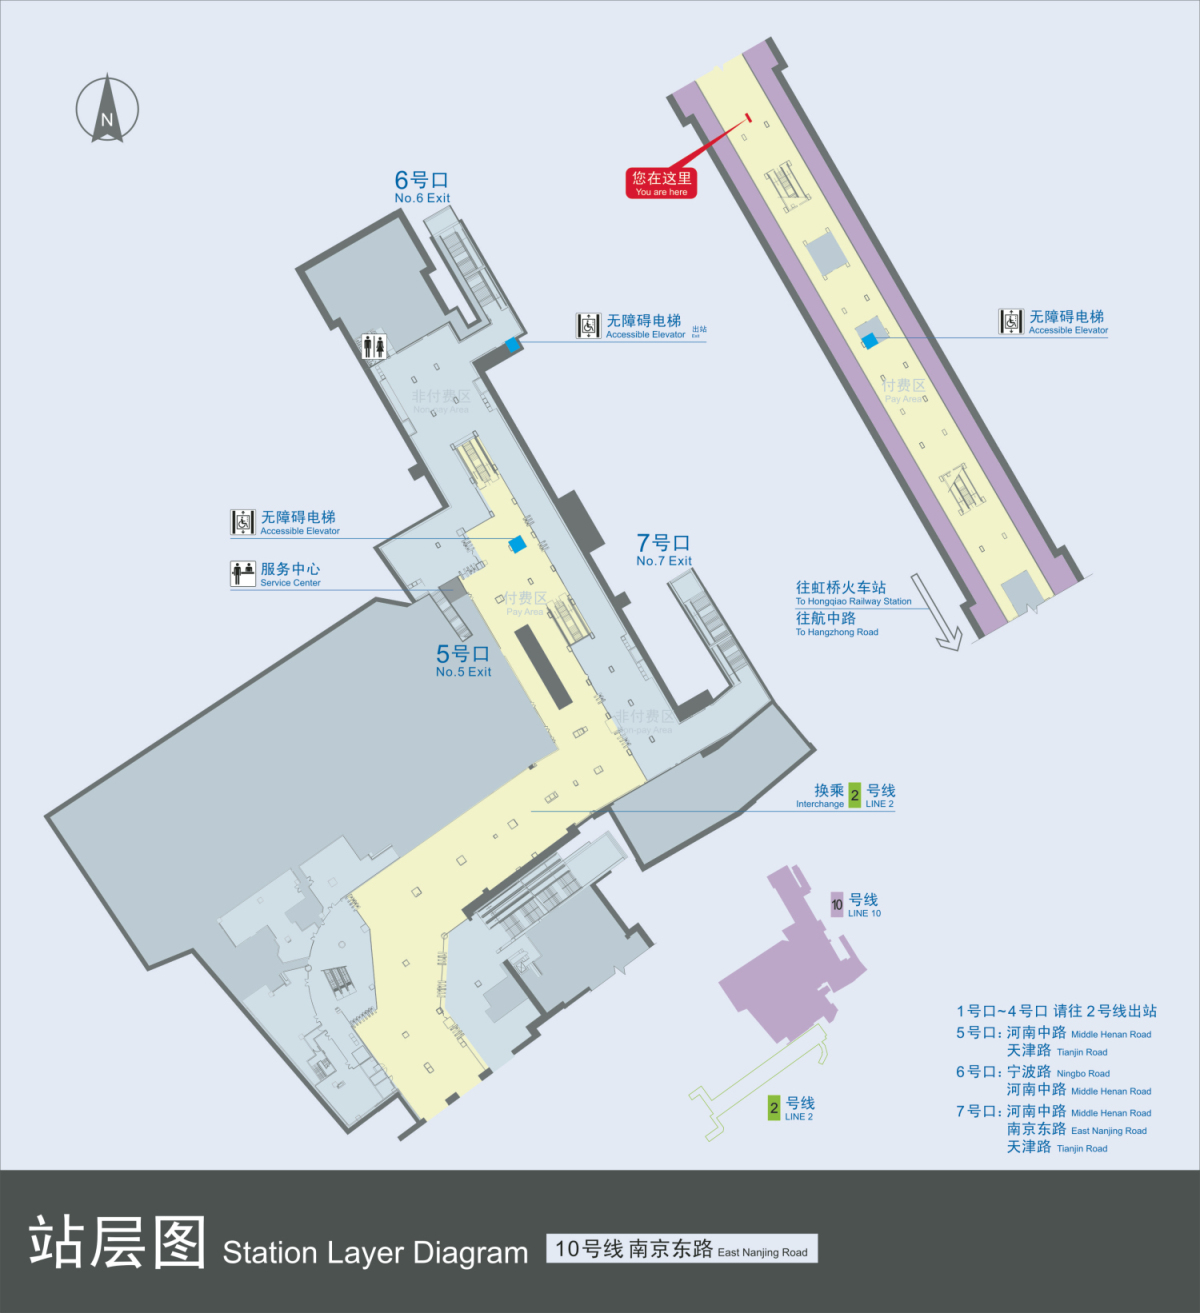 N
6号口
No.6 Exit
您在这里
You are here
无障碍电梯
Accessible Elevator
出站
Exit
无障碍电梯
Accessible Elevator
非付费区
Non-pay Area
付费区
Pay Area
无障碍电梯
Accessible Elevator
服务中心
Service Center
7号口
No.7 Exit
付费区
Pay Area
往虹桥火车站
To Hongqiao Railway Station
往航中路
To Hangzhong Road
5号口
No.5 Exit
非付费区
Non-pay Area
换乘 2 号线
Interchange LINE 2
10 号线
LINE 10
2 号线
LINE 2
1号口~4号口 请往2号线出站
5号口: 河南中路 Middle Henan Road
天津路 Tianjin Road
6号口: 宁波路 Ningbo Road
河南中路 Middle Henan Road
7号口: 河南中路 Middle Henan Road
南京东路 East Nanjing Road
天津路 Tianjin Road
站层图 Station Layer Diagram 10号线 南京东路 East Nanjing Road